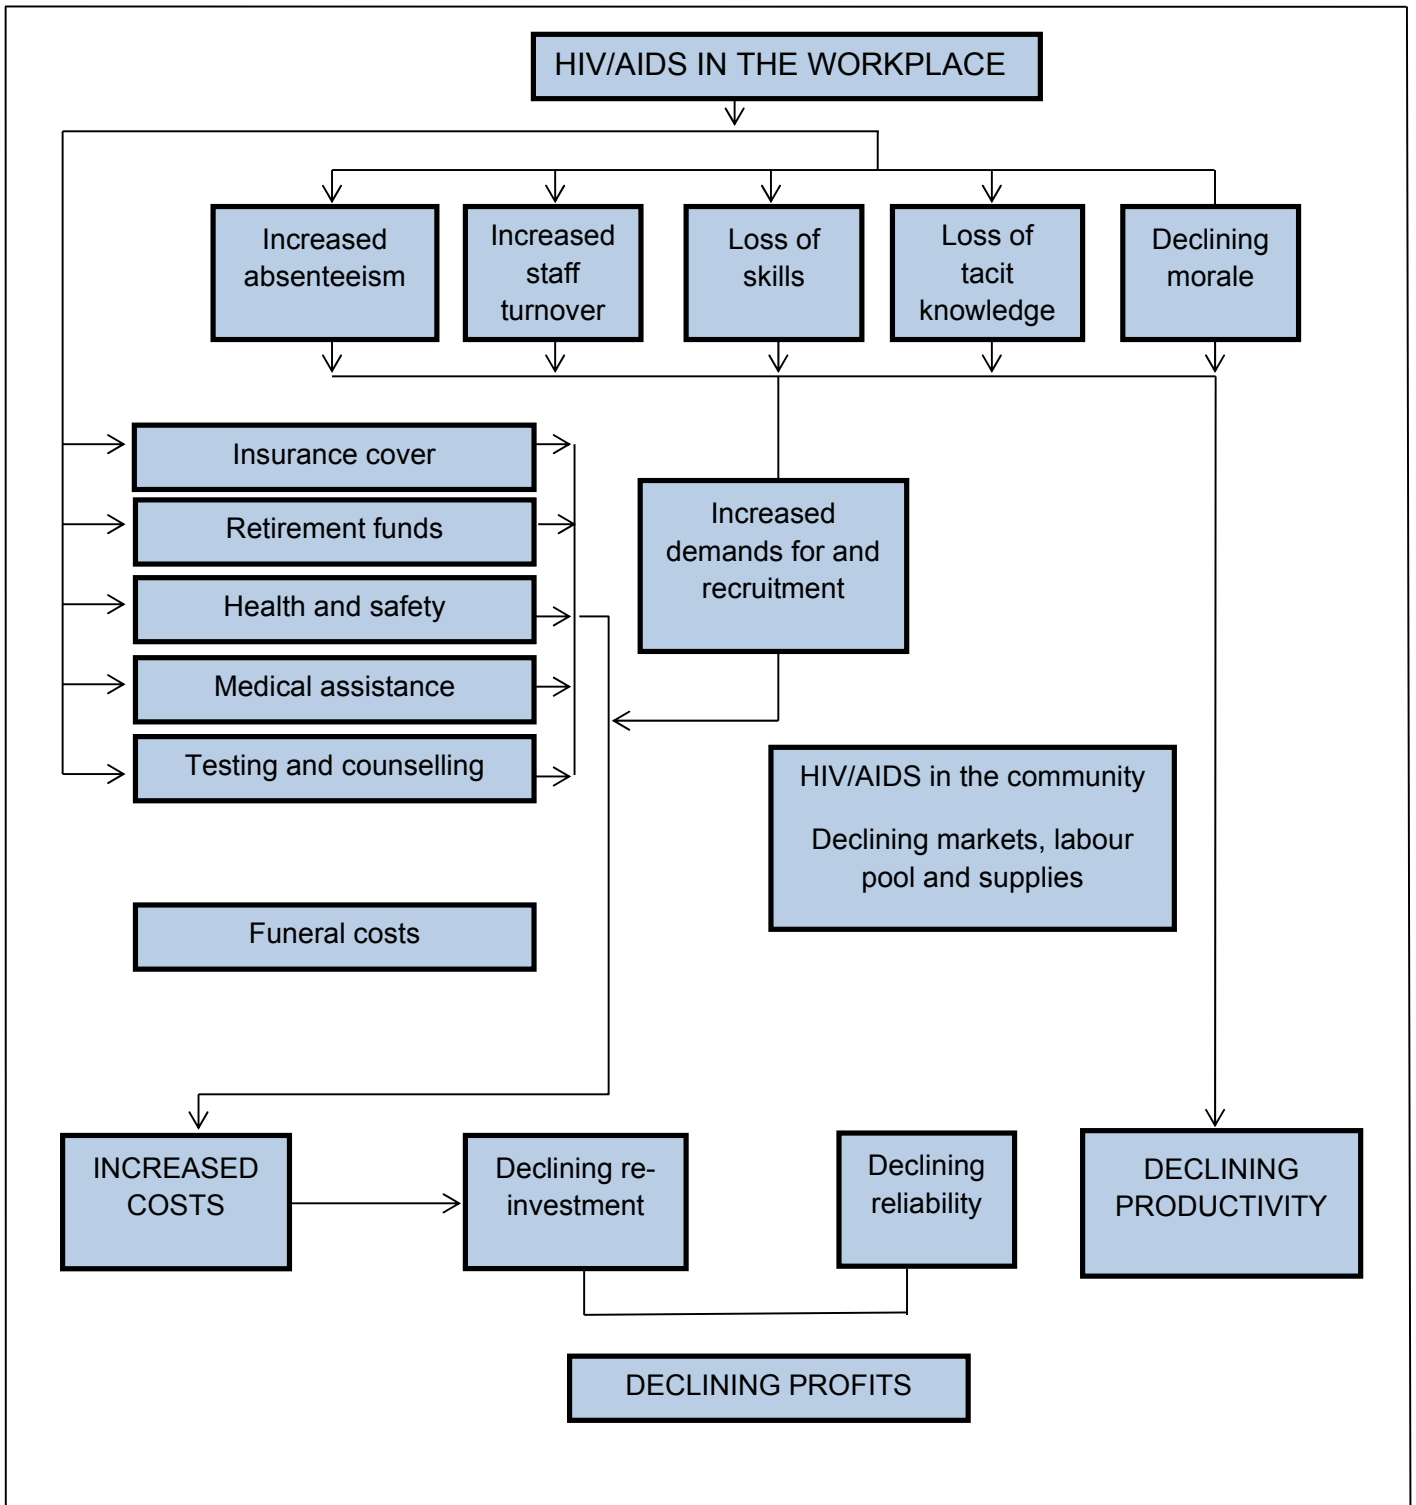 HIV/AIDS IN THE WORKPLACE
Increased
absenteeism
Increased
staff
turnover
Loss of
skills
Loss of
tacit
knowledge
Declining
morale
Insurance cover
Retirement funds
Health and safety
Medical assistance
Testing and counselling
Increased
demands for and
recruitment
HIV/AIDS in the community
Declining markets, labour
pool and supplies
Funeral costs
INCREASED
COSTS
Declining re-
investment
Declining
reliability
DECLINING
PRODUCTIVITY
DECLINING PROFITS